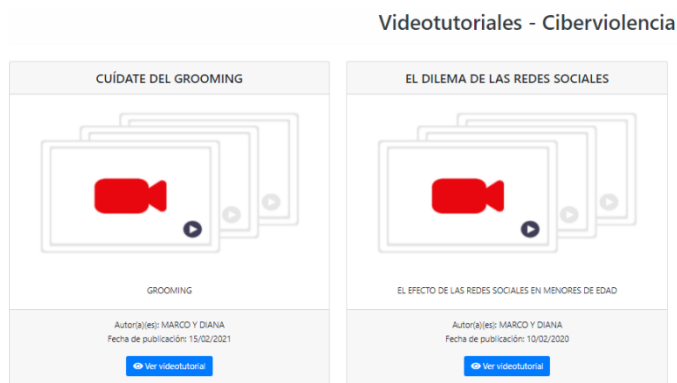 Videotutoriales - Ciberviolencia
CUÍDATE DEL GROOMING
GROOMING
Autor(a)(es): MARCO Y DIANA
Fecha de publicación: 15/02/2021
Ver videotutorial
EL DILEMA DE LAS REDES SOCIALES
EL EFECTO DE LAS REDES SOCIALES EN MENORES DE EDAD
Autor(a)(es): MARCO Y DIANA
Fecha de publicación: 10/02/2020
Ver videotutorial